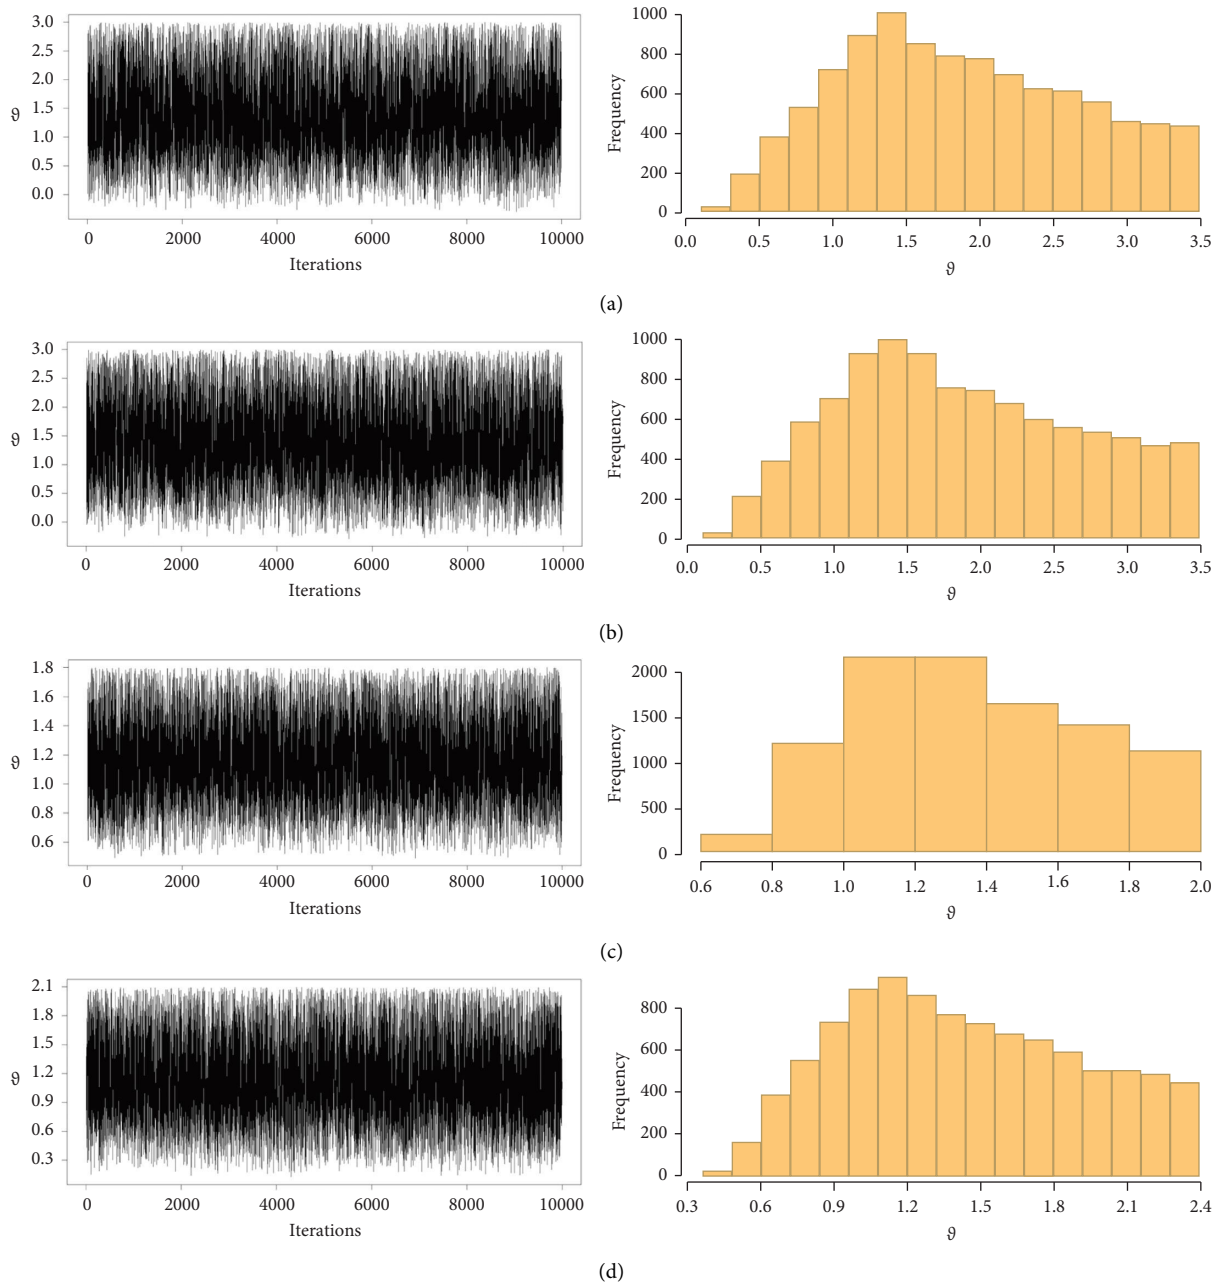 3.0
2.5
2.0
1.5
1.0
0.5
0.0
ϑ
0 2000 4000 6000 8000 10000
Iterations
1000
800
600
400
200
0
Frequency
0.0 0.5 1.0 1.5 2.0 2.5 3.0 3.5
ϑ
(a)
3.0
2.5
2.0
1.5
1.0
0.5
0.0
ϑ
0 2000 4000 6000 8000 10000
Iterations
1000
800
600
400
200
0
Frequency
0.0 0.5 1.0 1.5 2.0 2.5 3.0 3.5
ϑ
(b)
1.8
1.6
1.4
1.2
1.0
0.8
0.6
ϑ
0 2000 4000 6000 8000 10000
Iterations
2000
1500
1000
500
0
Frequency
0.6 0.8 1.0 1.2 1.4 1.6 1.8 2.0
ϑ
(c)
2.1
1.8
1.5
1.2
0.9
0.6
0.3
ϑ
0 2000 4000 6000 8000 10000
Iterations
800
600
400
200
0
Frequency
0.3 0.6 0.9 1.2 1.5 1.8 2.1 2.4
ϑ
(d)